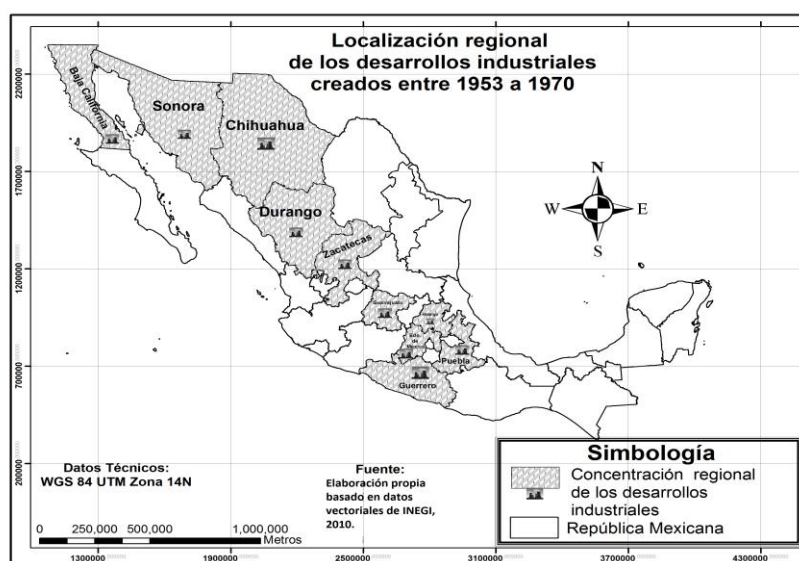 Localización regional
de los desarrollos industriales
creados entre 1953 a 1970
Baja California
Sonora
Chihuahua
Durango
Zacatecas
Guanajuato
Edo.
de
México
Puebla
Guerrero
N
W
E
S
2200000
1700000
1200000
700000
200000
Datos Técnicos:
WGS 84 UTM Zona 14N
0 250,000 500,000 1,000,000
Metros
Fuente:
Elaboración propia
basado en datos
vectoriales de INEGI,
2010.
Simbología
Concentración regional
de los desarrollos
industriales
República Mexicana
1300000 1900000 2500000 3100000 3700000 4300000